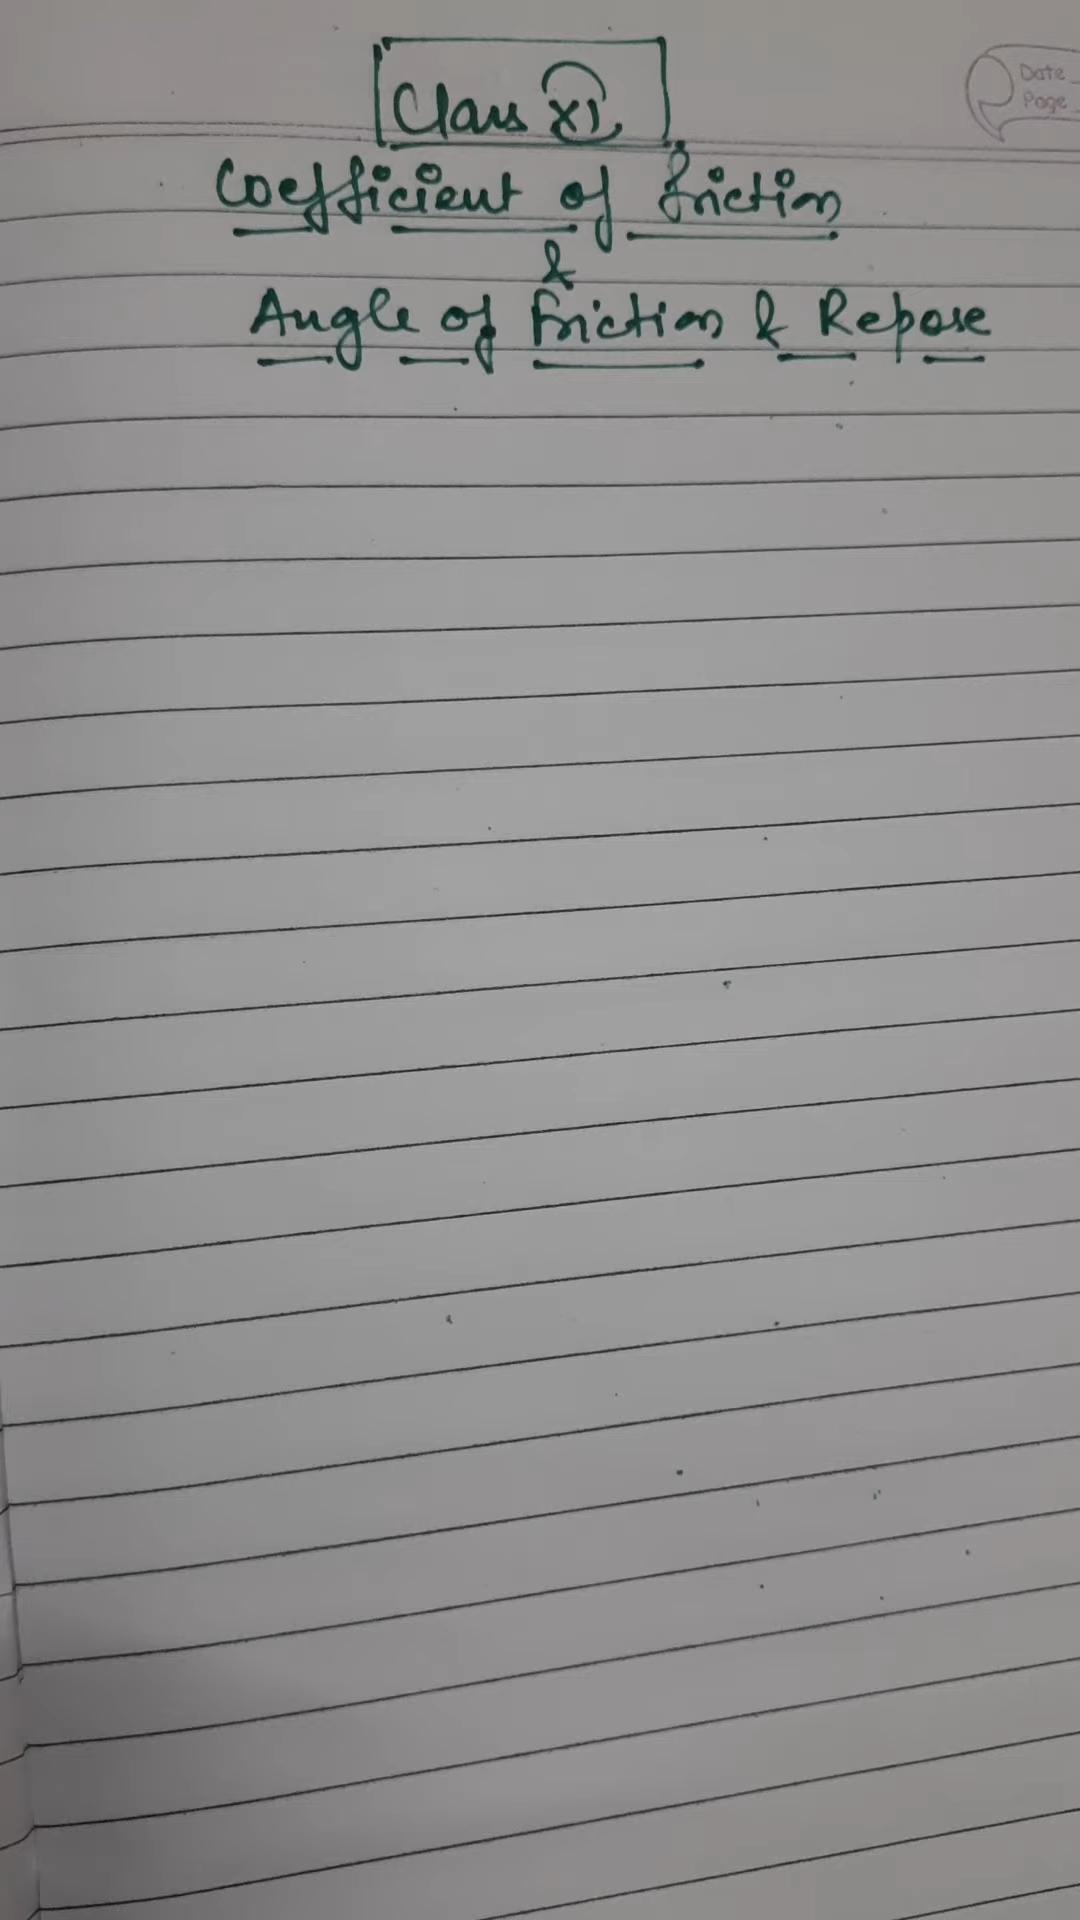 Class XI
Coefficient of friction
&
Angle of Friction & Repose
Date
Page